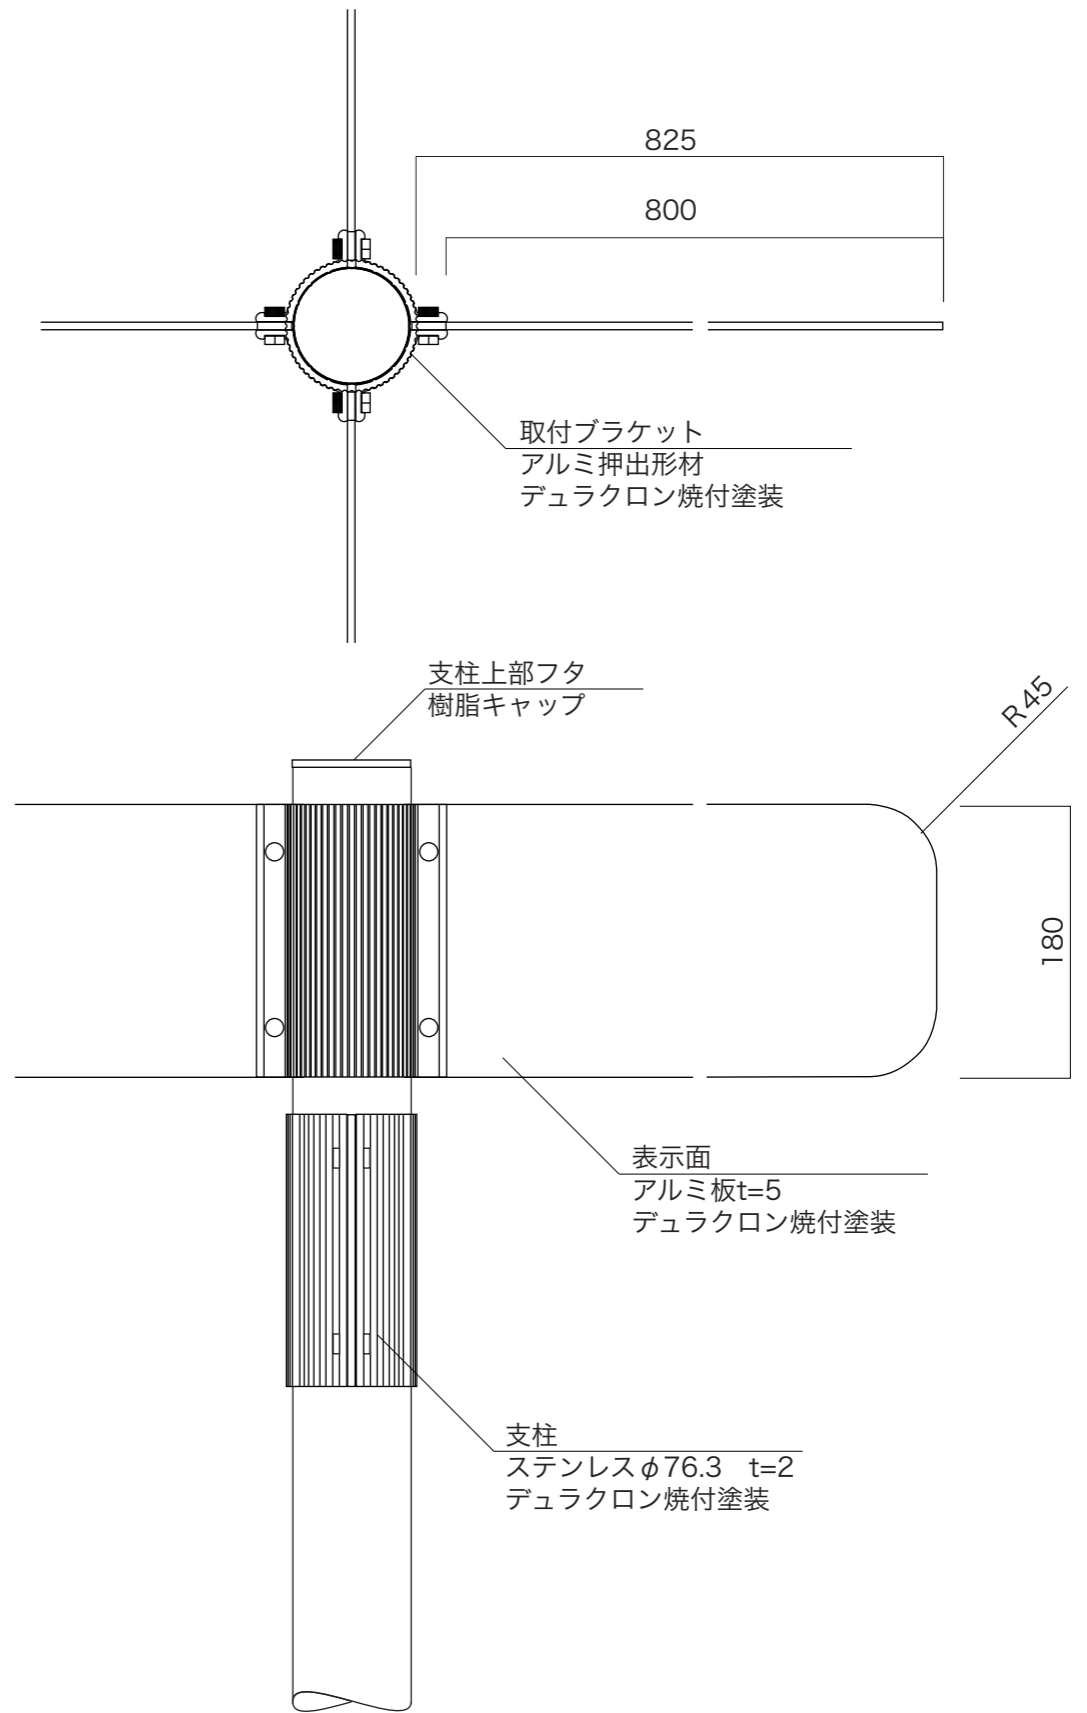 825
800
取付ブラケット
アルミ押出形材
デュラクロン焼付塗装
支柱上部フタ
樹脂キャップ
R45
180
表示面
アルミ板t=5
デュラクロン焼付塗装
支柱
ステンレスφ76.3　t=2
デュラクロン焼付塗装